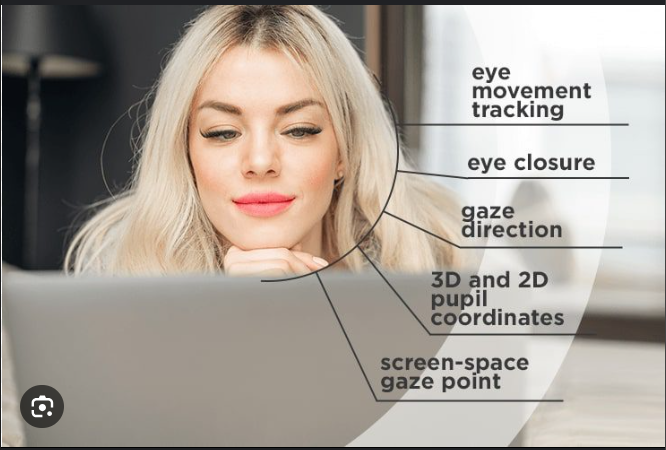 eye
movement
tracking
eye closure
gaze
direction
3D and 2D
pupil
coordinates
screen-space
gaze point